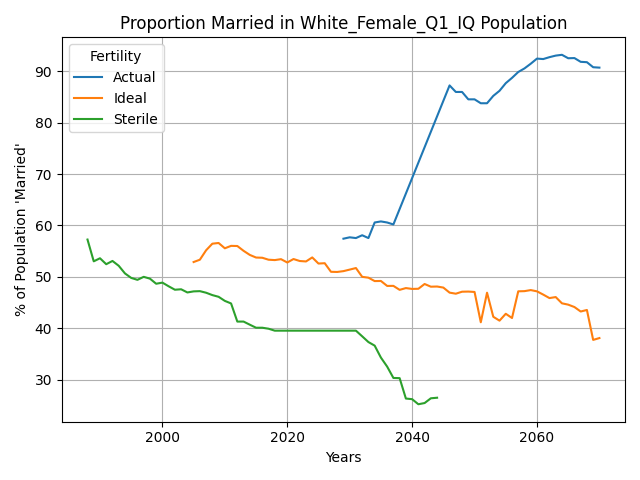 Proportion Married in White_Female_Q1_IQ Population
% of Population 'Married'
90
80
70
60
50
40
30
Fertility
Actual
Ideal
Sterile
2000
2020
2040
2060
Years